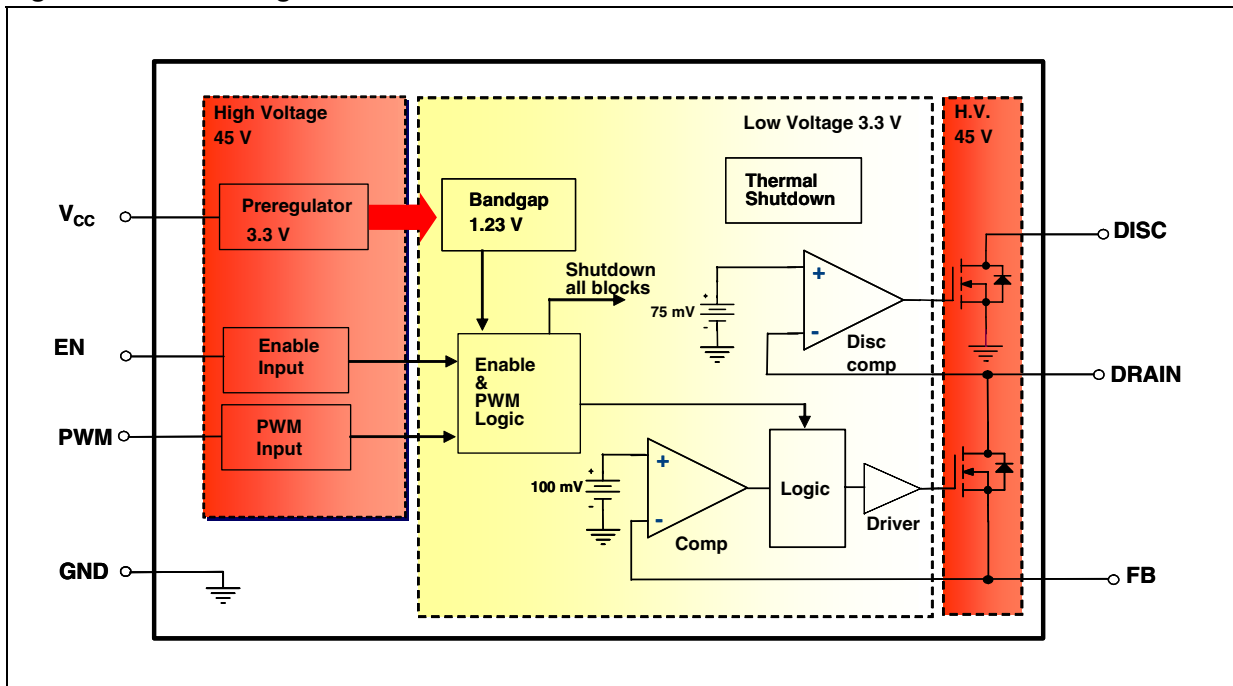 High Voltage
45 V
Low Voltage 3.3 V
H.V.
45 V
VCC
Preregulator
3.3 V
Bandgap
1.23 V
Thermal
Shutdown
DISC
Shutdown
all blocks
+
75 mV
-
+
-
Disc
comp
EN
Enable
Input
Enable
&
PWM
Logic
DRAIN
PWM
PWM
Input
+
100 mV
-
+
-
Comp
Logic
Driver
GND
FB